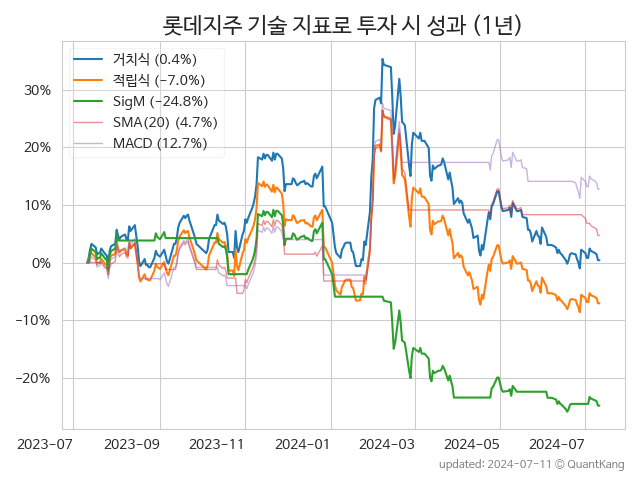 롯데지주 기술 지표로 투자 시 성과 (1년)
거치식 (0.4%)
적립식 (−7.0%)
SigM (−24.8%)
SMA(20) (4.7%)
MACD (12.7%)
30%
20%
10%
0%
−10%
−20%
2023-07 2023-09 2023-11 2024-01 2024-03 2024-05 2024-07
updated: 2024-07-11 © QuantKang